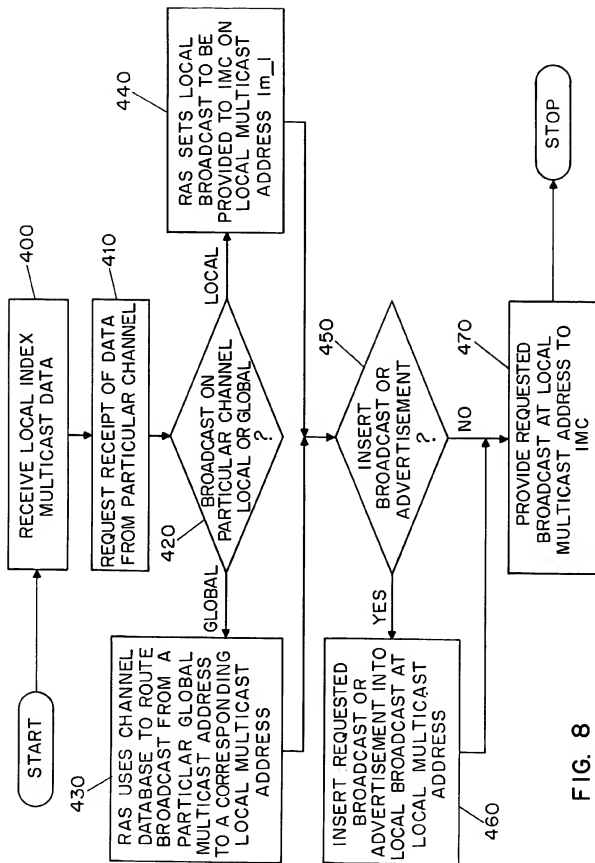 START
400
RECEIVE LOCAL INDEX
MULTICAST DATA
410
REQUEST RECEIPT OF DATA
FROM PARTICULAR CHANNEL
420
BROADCAST ON
PARTICULAR CHANNEL
LOCAL OR GLOBAL
?
GLOBAL
LOCAL
430
RAS USES CHANNEL
DATABASE TO ROUTE
BROADCAST FROM A
PARTICLAR GLOBAL
MULTICAST ADDRESS
TO A CORRESPONDING
LOCAL MULTICAST
ADDRESS
440
RAS SETS LOCAL
BROADCAST TO BE
PROVIDED TO IMC ON
LOCAL MULTICAST
ADDRESS lm_l
450
INSERT
BROADCAST OR
ADVERTISEMENT
?
YES
NO
460
INSERT REQUESTED
BROADCAST OR
ADVERTISEMENT INTO
LOCAL BROADCAST AT
LOCAL MULTICAST
ADDRESS
470
PROVIDE REQUESTED
BROADCAST AT LOCAL
MULTICAST ADDRESS TO
IMC
STOP
FIG. 8